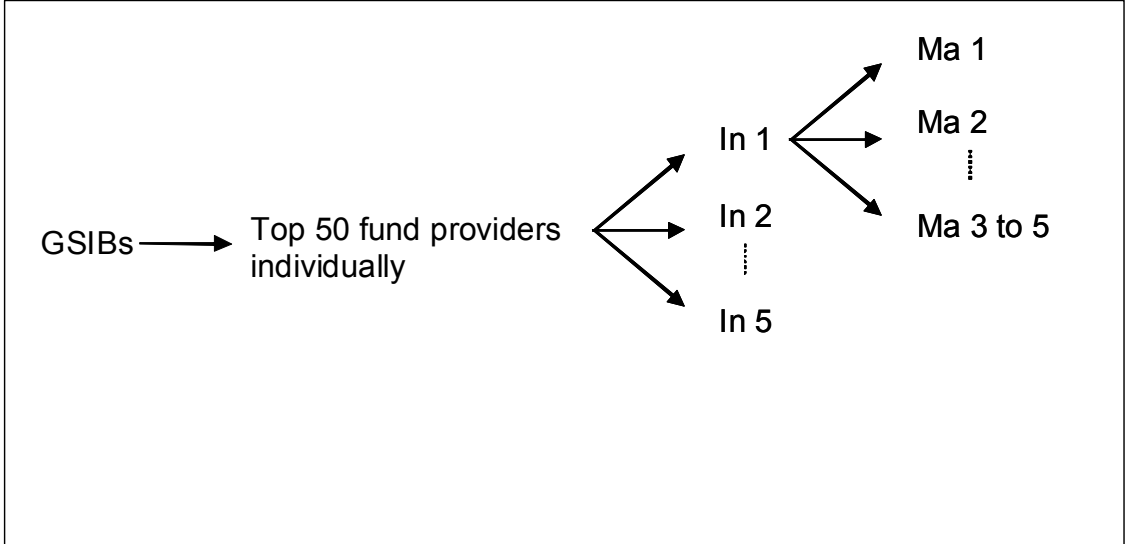 GSIBs
Top 50 fund providers
individually
In 1
In 2
In 5
Ma 1
Ma 2
Ma 3 to 5